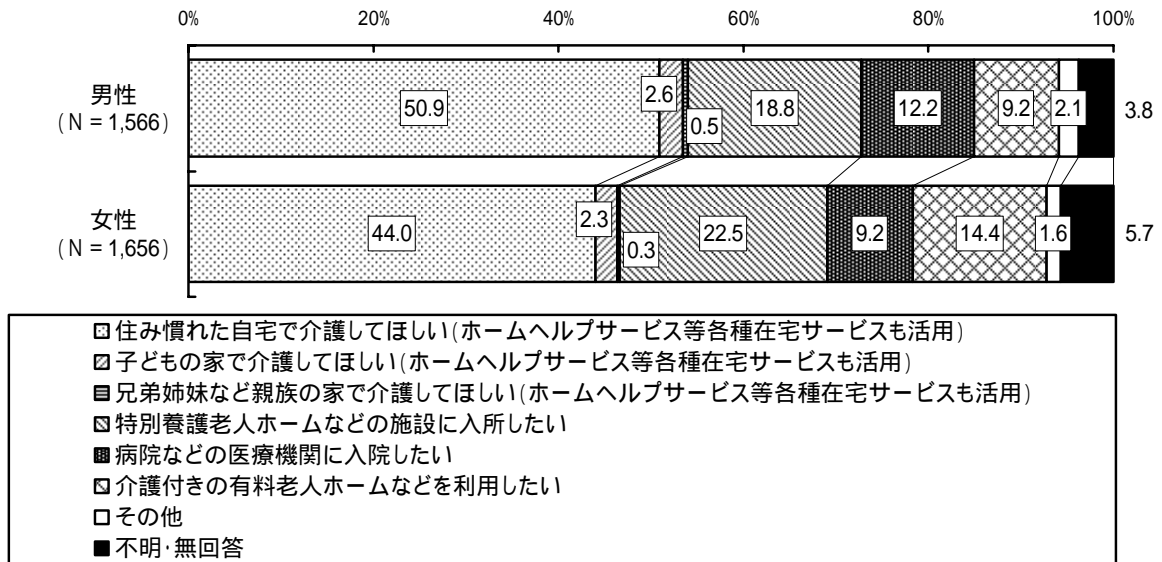 0% 20% 40% 60% 80% 100%
男性
(N=1,566)
50.9 2.6 0.5 18.8 12.2 9.2 2.1 3.8
女性
(N=1,656)
44.0 2.3 0.3 22.5 9.2 14.4 1.6 5.7
住み慣れた自宅で介護してほしい(ホームヘルプサービス等各種在宅サービスも活用)
子どもの家で介護してほしい(ホームヘルプサービス等各種在宅サービスも活用)
兄弟姉妹など親族の家で介護してほしい(ホームヘルプサービス等各種在宅サービスも活用)
特別養護老人ホームなどの施設に入所したい
病院などの医療機関に入院したい
介護付きの有料老人ホームなどを利用したい
その他
不明・無回答